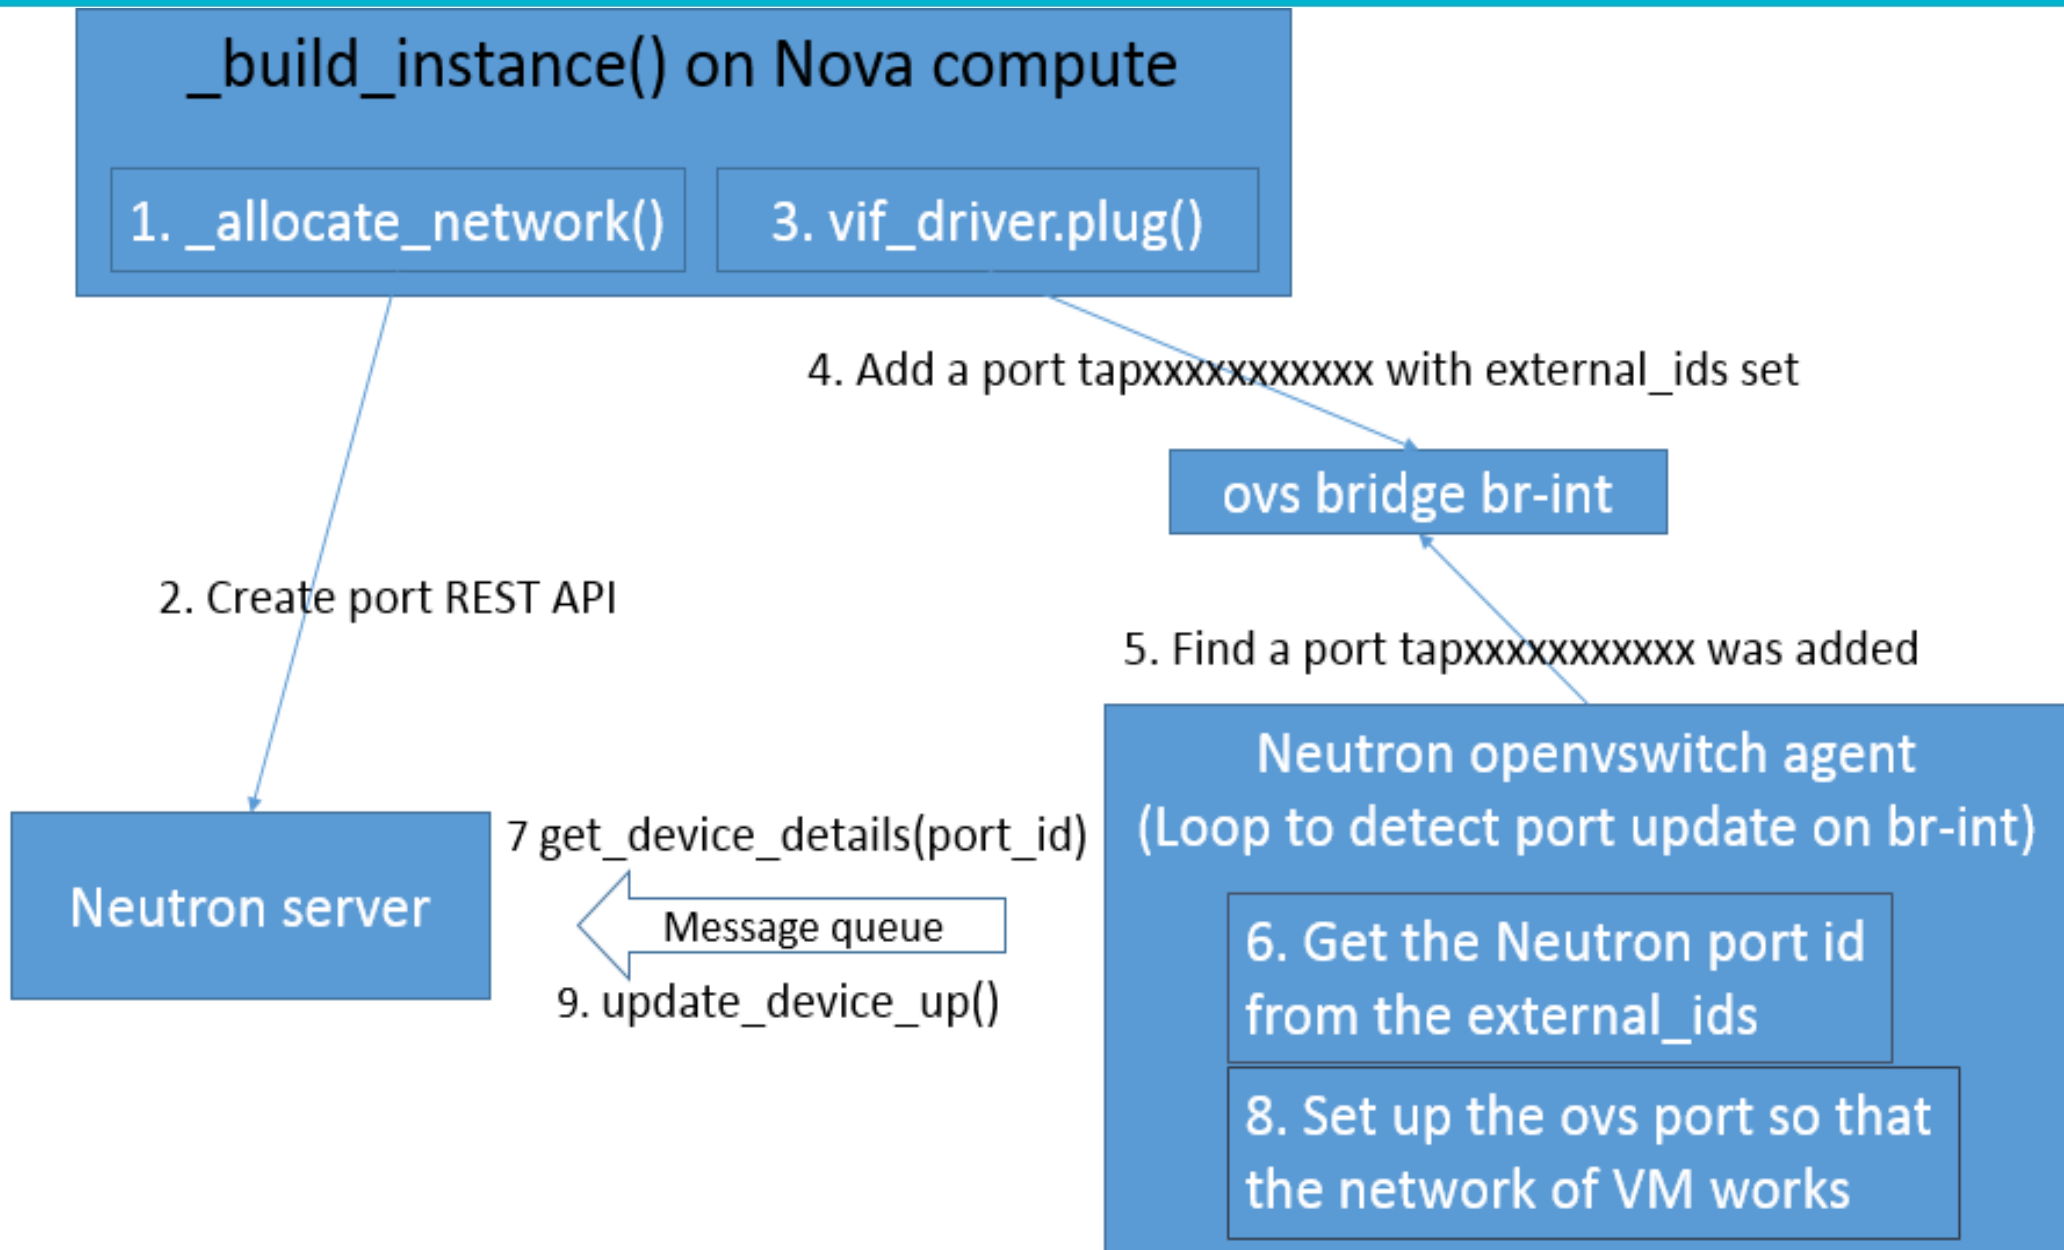 _build_instance() on Nova compute
1. _allocate_network()
3. vif_driver.plug()
4. Add a port tapxxxxxxxxxxx with external_ids set
ovs bridge br-int
2. Create port REST API
5. Find a port tapxxxxxxxxxxx was added
Neutron openvswitch agent
(Loop to detect port update on br-int)
7 get_device_details(port_id)
Neutron server
Message queue
9. update_device_up()
6. Get the Neutron port id
from the external_ids
8. Set up the ovs port so that
the network of VM works